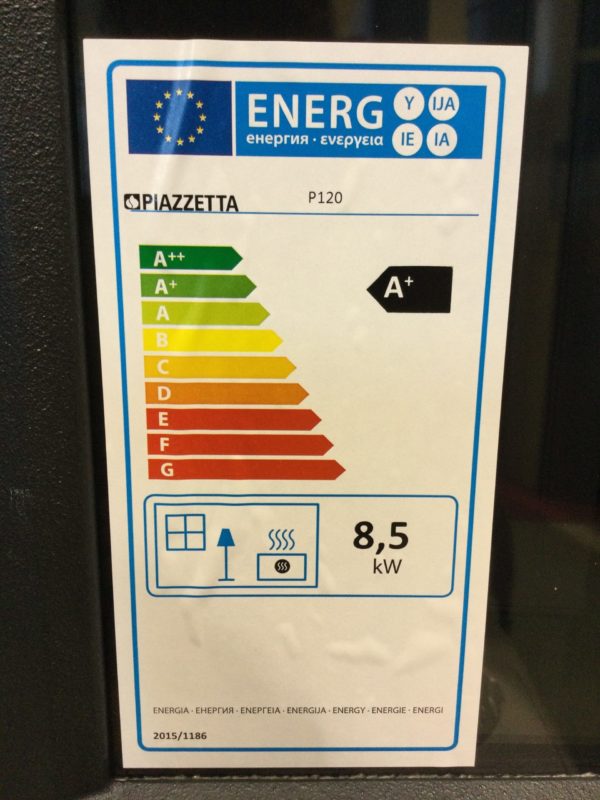 ENERG Y IJA
енергия · ενεργεια IE IA
PIAZZETTA P120
A++
A+ A+
A
B
C
D
E
F
G
8,5
kW
ENERGIA · ЕНЕРГИЯ · ΕΝΕΡΓΕΙΑ · ENERGIJA · ENERGY · ENERGIE · ENERGI
2015/1186